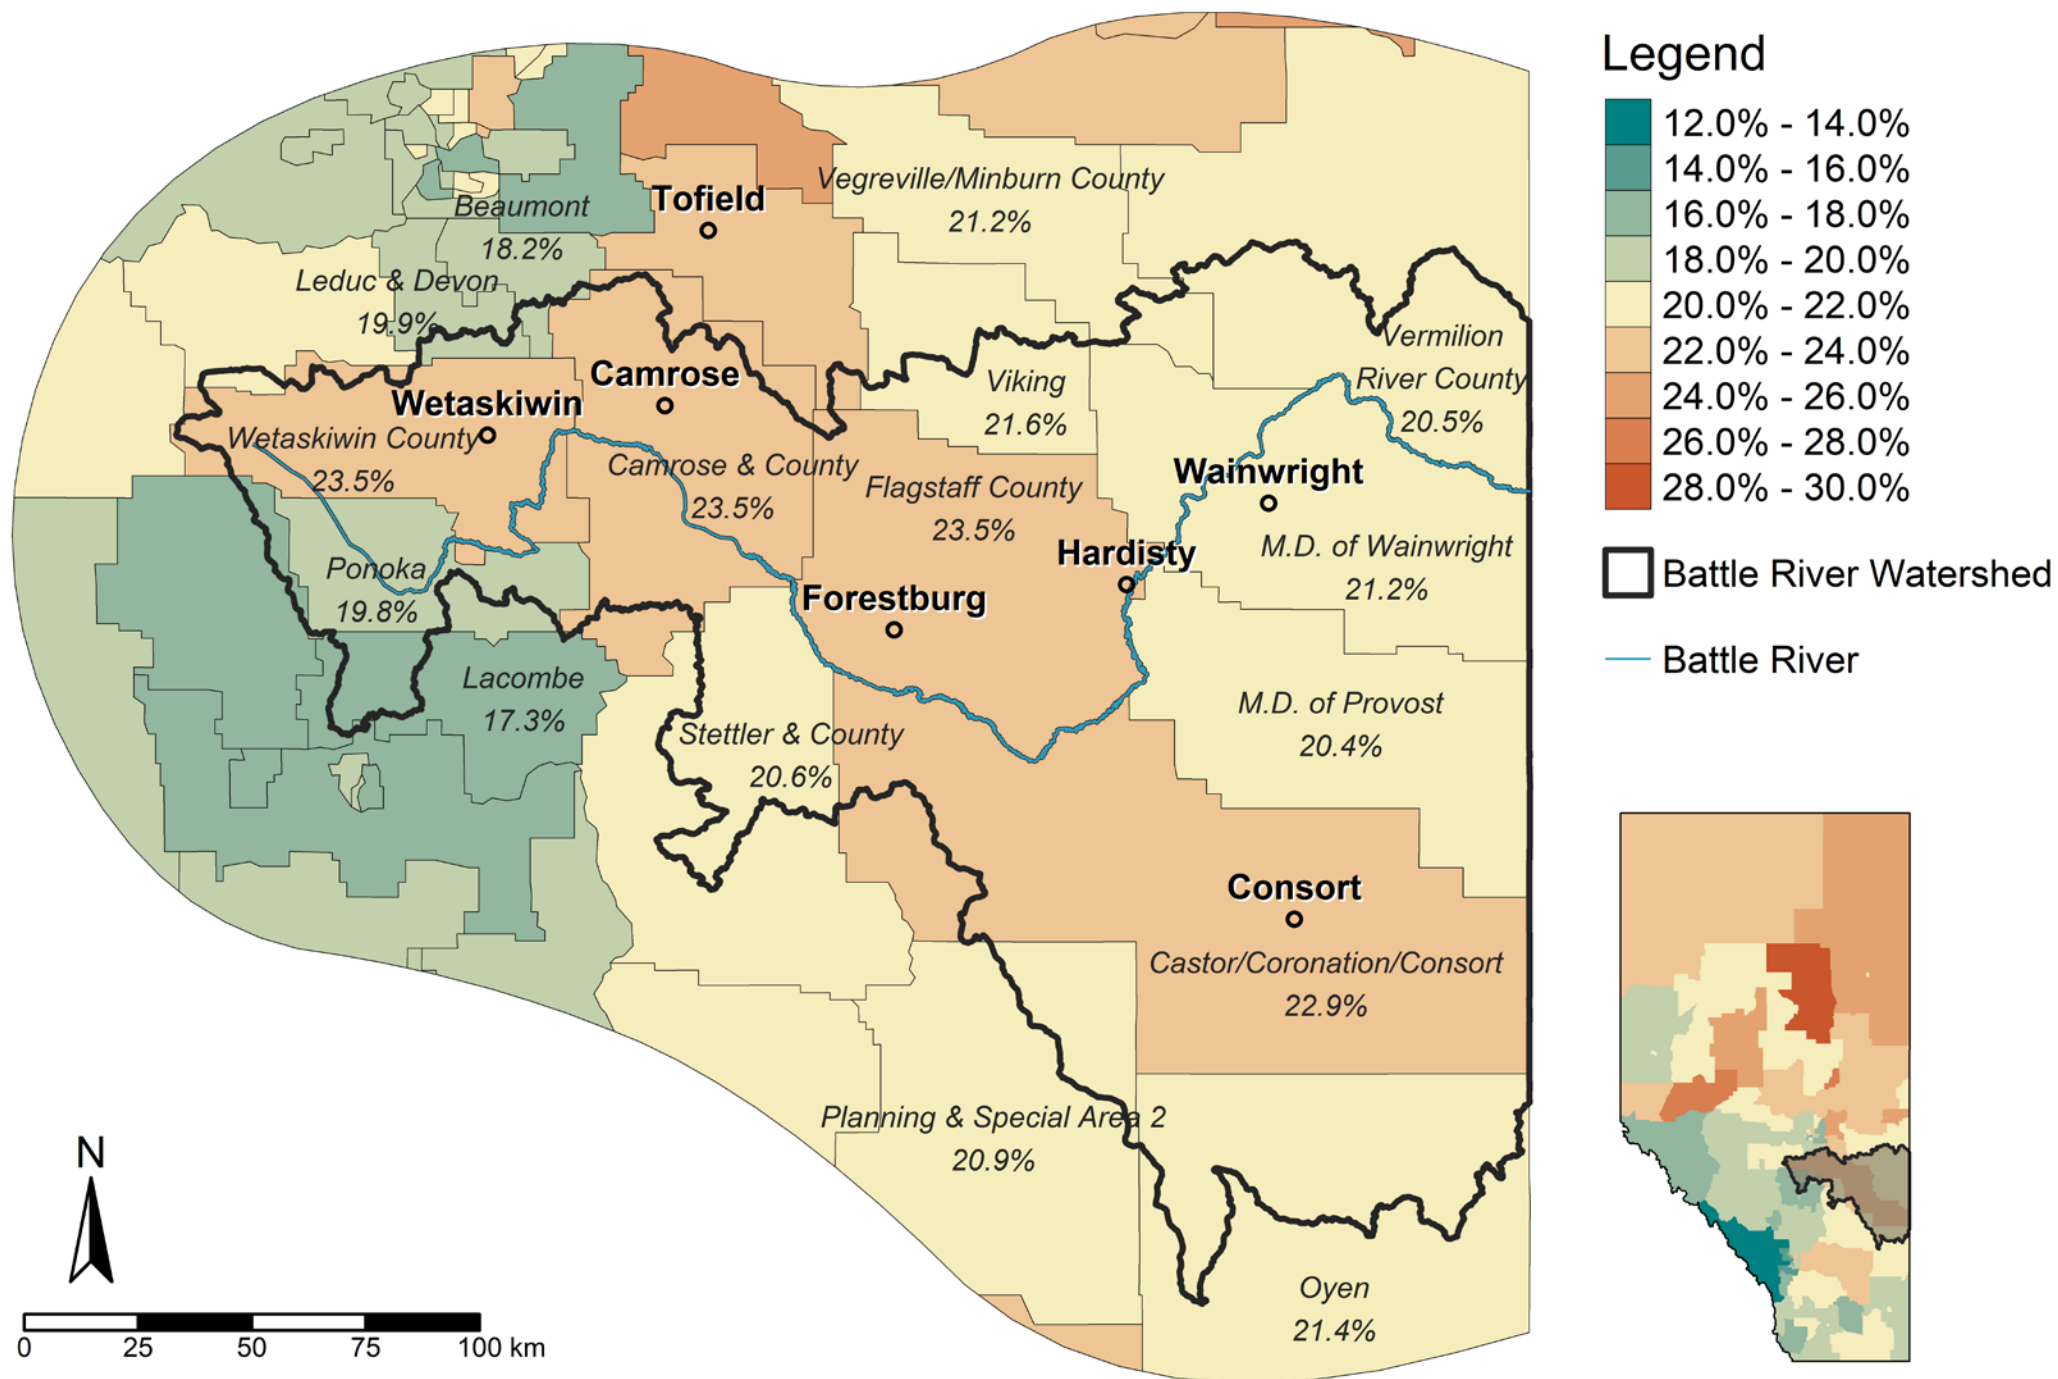 Legend
12.0% - 14.0%
14.0% - 16.0%
16.0% - 18.0%
18.0% - 20.0%
20.0% - 22.0%
22.0% - 24.0%
24.0% - 26.0%
26.0% - 28.0%
28.0% - 30.0%
Battle River Watershed
Battle River
Tofield
Vegreville/Minburn County
21.2%
Beaumont
18.2%
Leduc & Devon
19.9%
Vermilion
River County
20.5%
Camrose
Wetaskiwin
Viking
21.6%
Wetaskiwin County
23.5%
Camrose & County
23.5%
Flagstaff County
23.5%
Wainwright
M.D. of Wainwright
21.2%
Hardisty
Ponoka
19.8%
Forestburg
Lacombe
17.3%
Stettler & County
20.6%
M.D. of Provost
20.4%
Consort
Castor/Coronation/Consort
22.9%
Planning & Special Area 2
20.9%
Oyen
21.4%
N
0 25 50 75 100 km